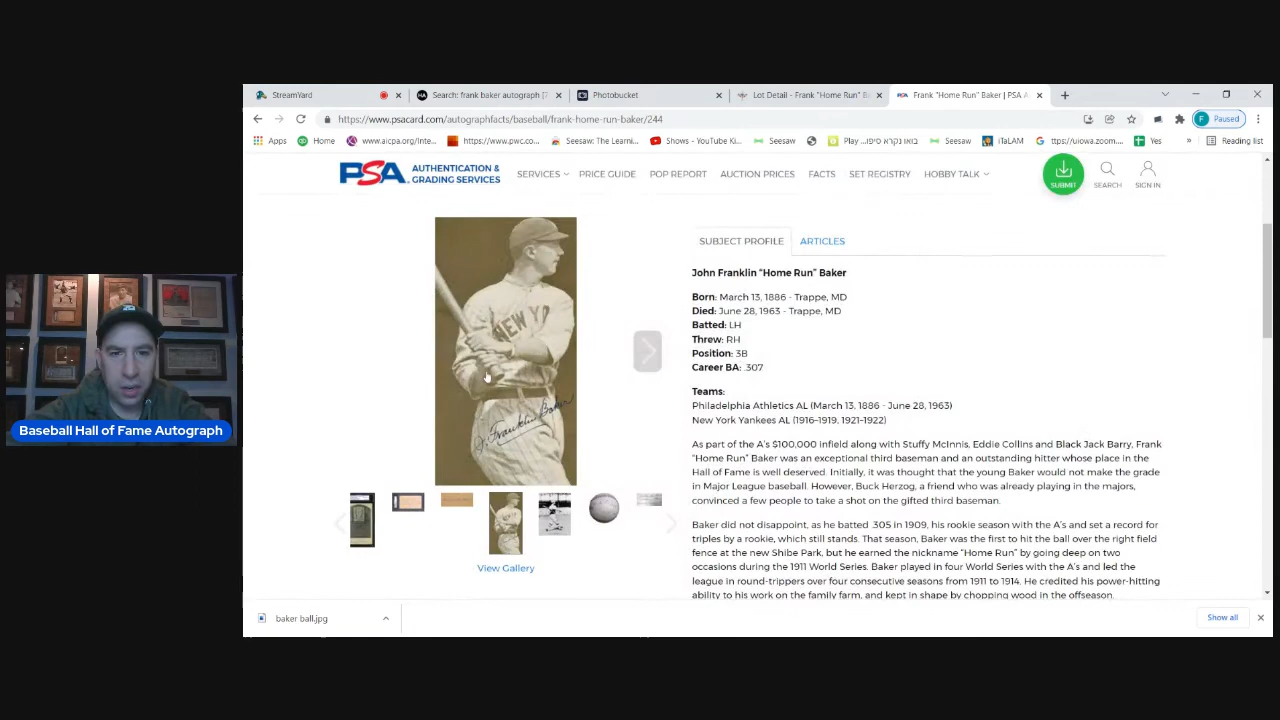 StreamYard
Search: frank baker autograph [
Photobucket
Lot Detail - Frank "Home Run" B
Frank "Home Run" Baker | PSA A
https://www.psacard.com/autographfacts/baseball/frank-home-run-baker/244
F Paused
Apps
Home
www.aicpa.org/Inte...
https://www.pwc.co...
Seesaw: The Learni...
Shows - YouTube Ki...
Seesaw
Play ...
Seesaw
iTaLAM
ttps://uiowa.zoom....
Yes
»
Reading list
PSA AUTHENTICATION &
GRADING SERVICES
SERVICES
PRICE GUIDE
POP REPORT
AUCTION PRICES
FACTS
SET REGISTRY
HOBBY TALK
SUBMIT
SEARCH
SIGN IN
NEW YO
J. Franklin Baker
View Gallery
SUBJECT PROFILE
ARTICLES
John Franklin "Home Run" Baker
Born: March 13, 1886 - Trappe, MD
Died: June 28, 1963 - Trappe, MD
Batted: LH
Threw: RH
Position: 3B
Career BA: .307
Teams:
Philadelphia Athletics AL (March 13, 1886 - June 28, 1963)
New York Yankees AL (1916–1919, 1921–1922)
As part of the A's $100,000 infield along with Stuffy McInnis, Eddie Collins and Black Jack Barry, Frank
"Home Run" Baker was an exceptional third baseman and an outstanding hitter whose place in the
Hall of Fame is well deserved. Initially, it was thought that the young Baker would not make the grade
in Major League baseball. However, Buck Herzog, a friend who was already playing in the majors,
convinced a few people to take a shot on the gifted third baseman.
Baker did not disappoint, as he batted .305 in 1909, his rookie season with the A's and set a record for
triples by a rookie, which still stands. That season, Baker was the first to hit the ball over the right field
fence at the new Shibe Park, but he earned the nickname "Home Run" by going deep on two
occasions during the 1911 World Series. Baker played in four World Series with the A's and led the
league in round-trippers over four consecutive seasons from 1911 to 1914. He credited his power-hitting
ability to his work on the family farm, and kept in shape by chopping wood in the offseason.
Baseball Hall of Fame Autograph
baker ball.jpg
Show all